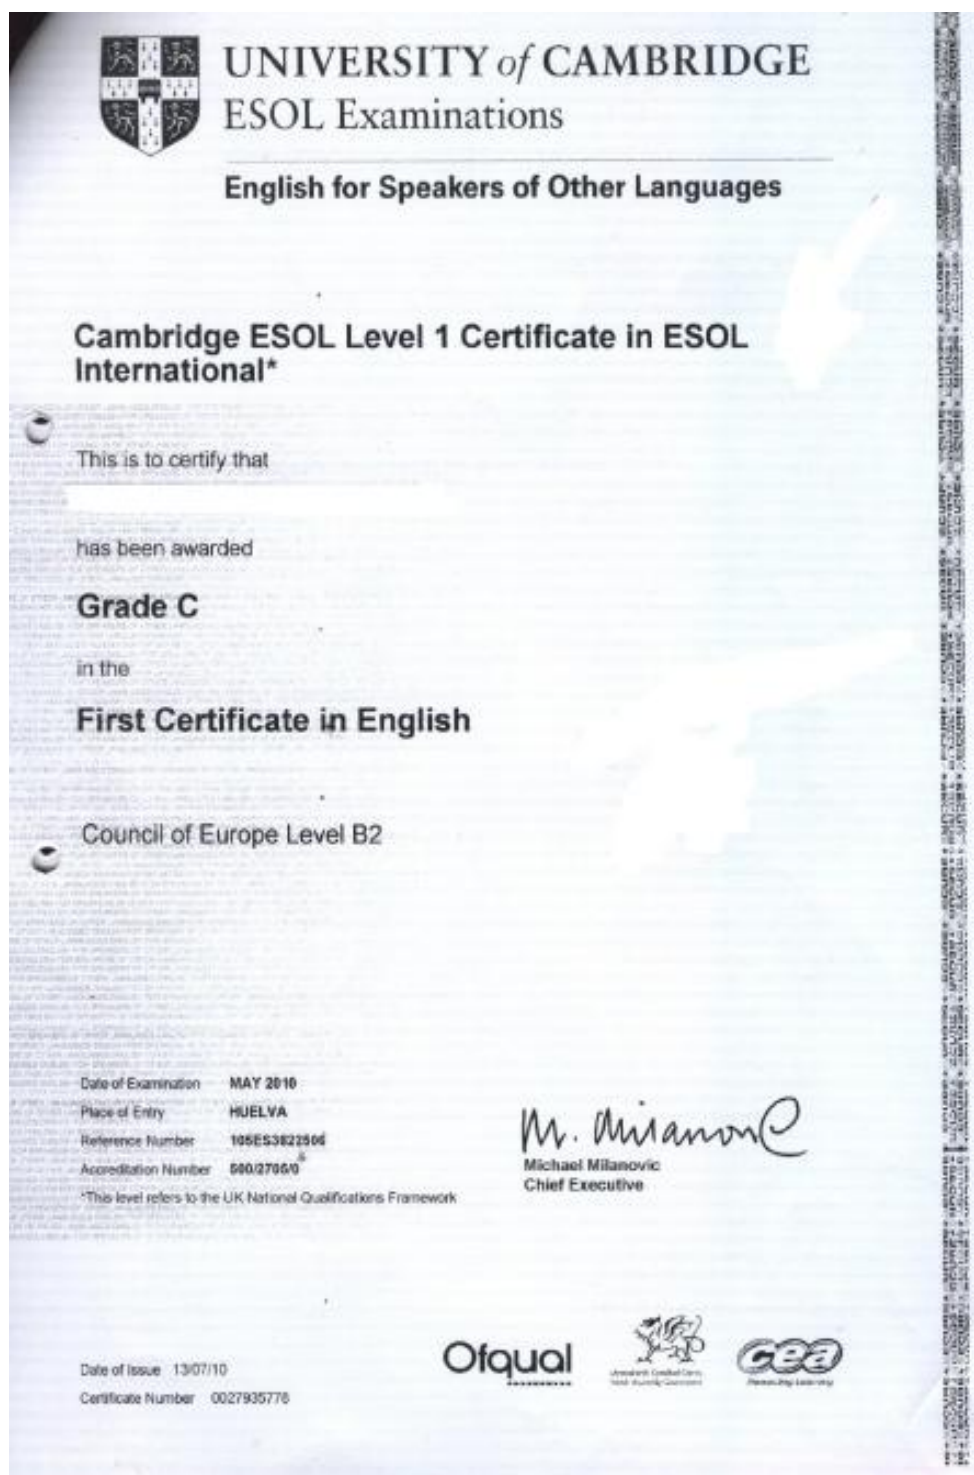 UNIVERSITY of CAMBRIDGE
ESOL Examinations
English for Speakers of Other Languages
Cambridge ESOL Level 1 Certificate in ESOL
International*
This is to certify that
has been awarded
Grade C
in the
First Certificate in English
Council of Europe Level B2
Date of Examination MAY 2010
Place of Entry HUELVA
Reference Number 105ES3822506
Accreditation Number 500/2705/0
*This level refers to the UK National Qualifications Framework
M. Milanovic
Michael Milanovic
Chief Executive
Date of Issue 13/07/10
Certificate Number 0027935778
Ofqual
cea